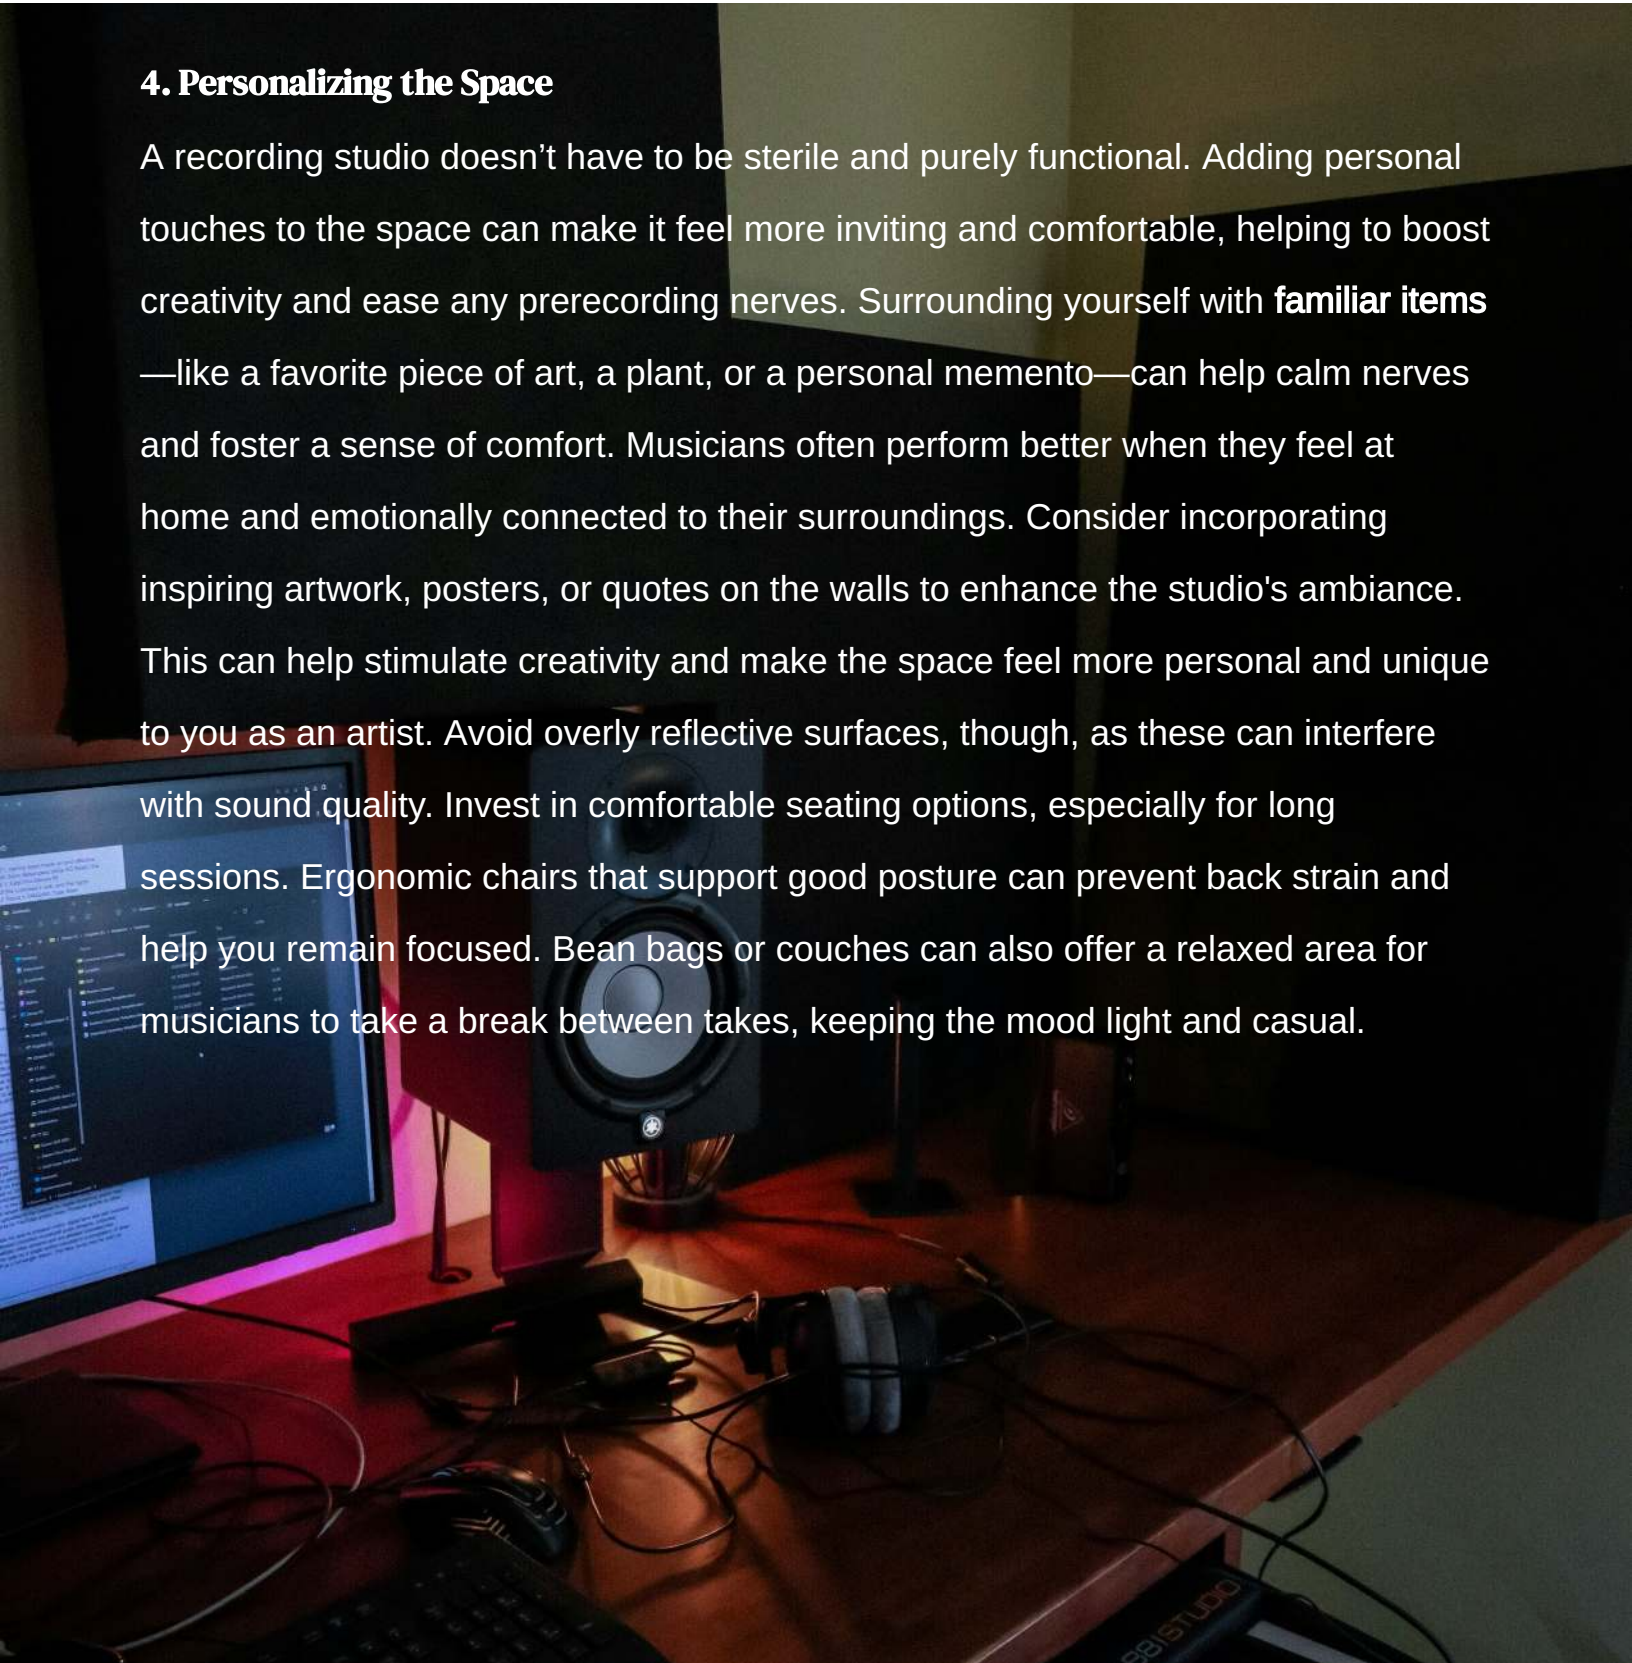 4. Personalizing the Space
A recording studio doesn’t have to be sterile and purely functional. Adding personal
touches to the space can make it feel more inviting and comfortable, helping to boost
creativity and ease any prerecording nerves. Surrounding yourself with familiar items
—like a favorite piece of art, a plant, or a personal memento—can help calm nerves
and foster a sense of comfort. Musicians often perform better when they feel at
home and emotionally connected to their surroundings. Consider incorporating
inspiring artwork, posters, or quotes on the walls to enhance the studio's ambiance.
This can help stimulate creativity and make the space feel more personal and unique
to you as an artist. Avoid overly reflective surfaces, though, as these can interfere
with sound quality. Invest in comfortable seating options, especially for long
sessions. Ergonomic chairs that support good posture can prevent back strain and
help you remain focused. Bean bags or couches can also offer a relaxed area for
musicians to take a break between takes, keeping the mood light and casual.
88|STUDIO